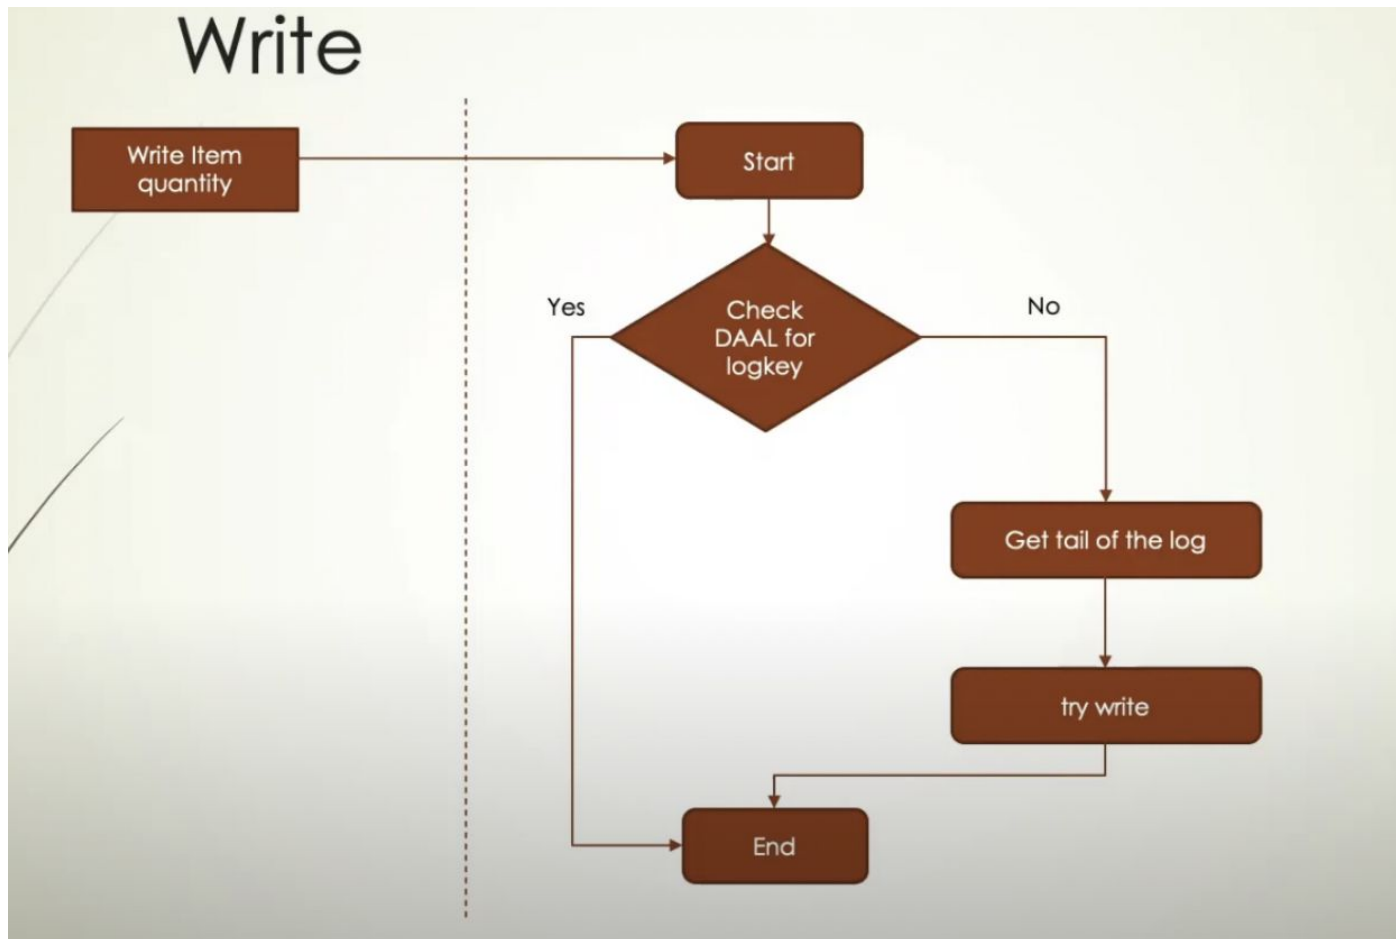 Write
Write Item
quantity
Start
Yes
Check
DAAL for
logkey
No
Get tail of the log
try write
End